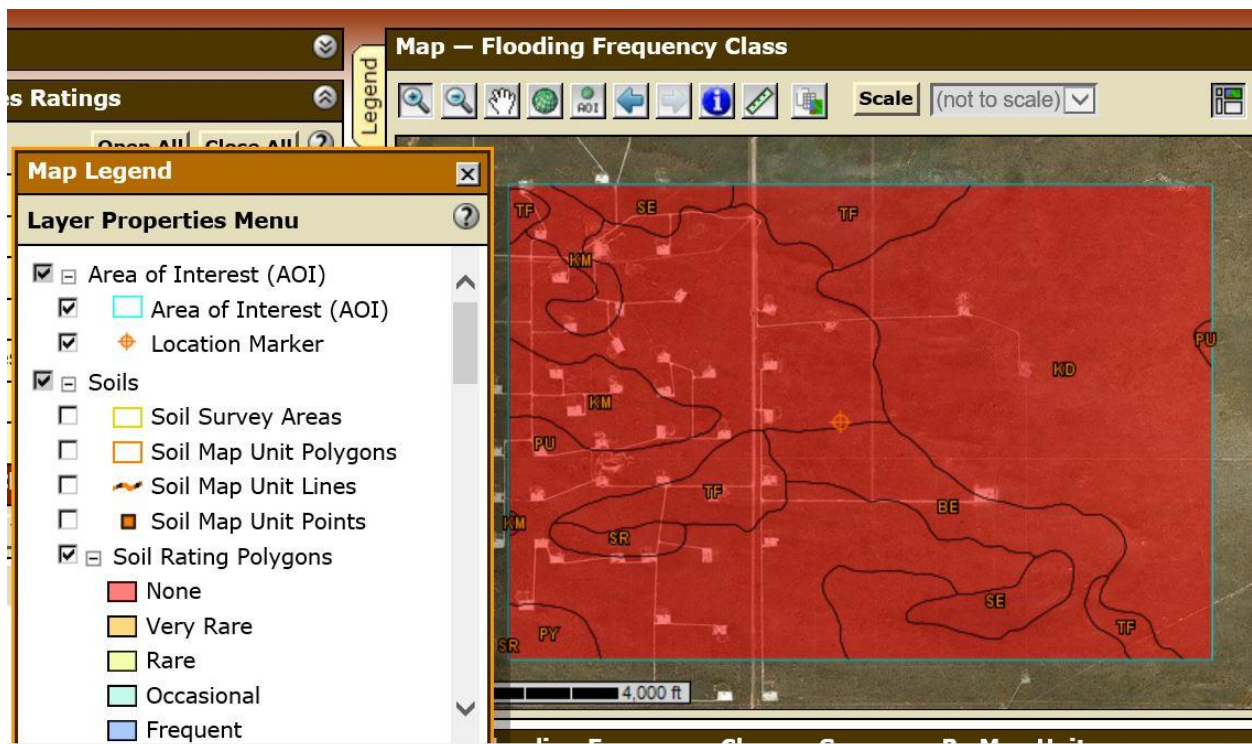 Map — Flooding Frequency Class
s Ratings
Legend
AOI
Scale
(not to scale)
Open All Close All ?
Map Legend
Layer Properties Menu
?
Area of Interest (AOI)
Area of Interest (AOI)
Location Marker
Soils
Soil Survey Areas
Soil Map Unit Polygons
Soil Map Unit Lines
Soil Map Unit Points
Soil Rating Polygons
None
Very Rare
Rare
Occasional
Frequent
TF
SE
TF
KM
PU
KD
KM
PU
TF
BE
KM
SR
SE
TF
PY
SR
4,000 ft